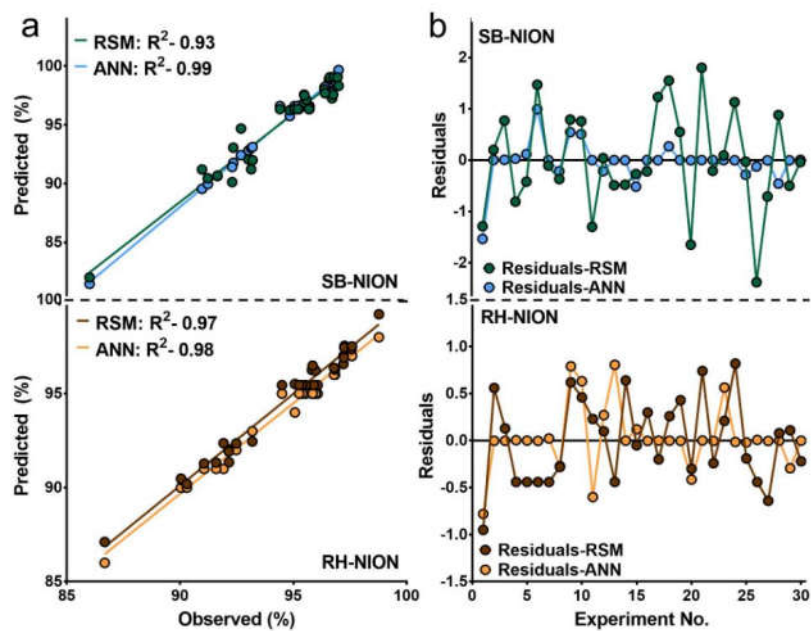 a
RSM: R²- 0.93
ANN: R²- 0.99
100
95
90
85
100
Predicted (%)
SB-NION
RSM: R²- 0.97
ANN: R²- 0.98
95
90
85
Predicted (%)
RH-NION
85
90
95
100
Observed (%)
b
SB-NION
2
1
0
-1
-2
Residuals
Residuals-RSM
Residuals-ANN
1.5
RH-NION
1.0
0.5
0.0
-0.5
-1.0
-1.5
Residuals
Residuals-RSM
Residuals-ANN
0
5
10
15
20
25
30
Experiment No.